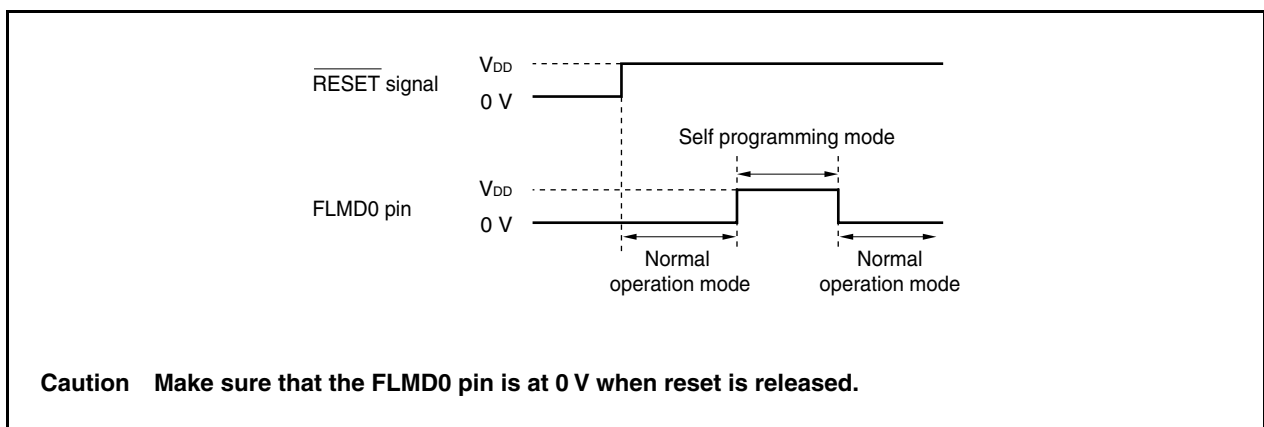 RESET signal
VDD
0 V
Self programming mode
FLMD0 pin
VDD
0 V
Normal
operation mode
Normal
operation mode
Caution Make sure that the FLMD0 pin is at 0 V when reset is released.